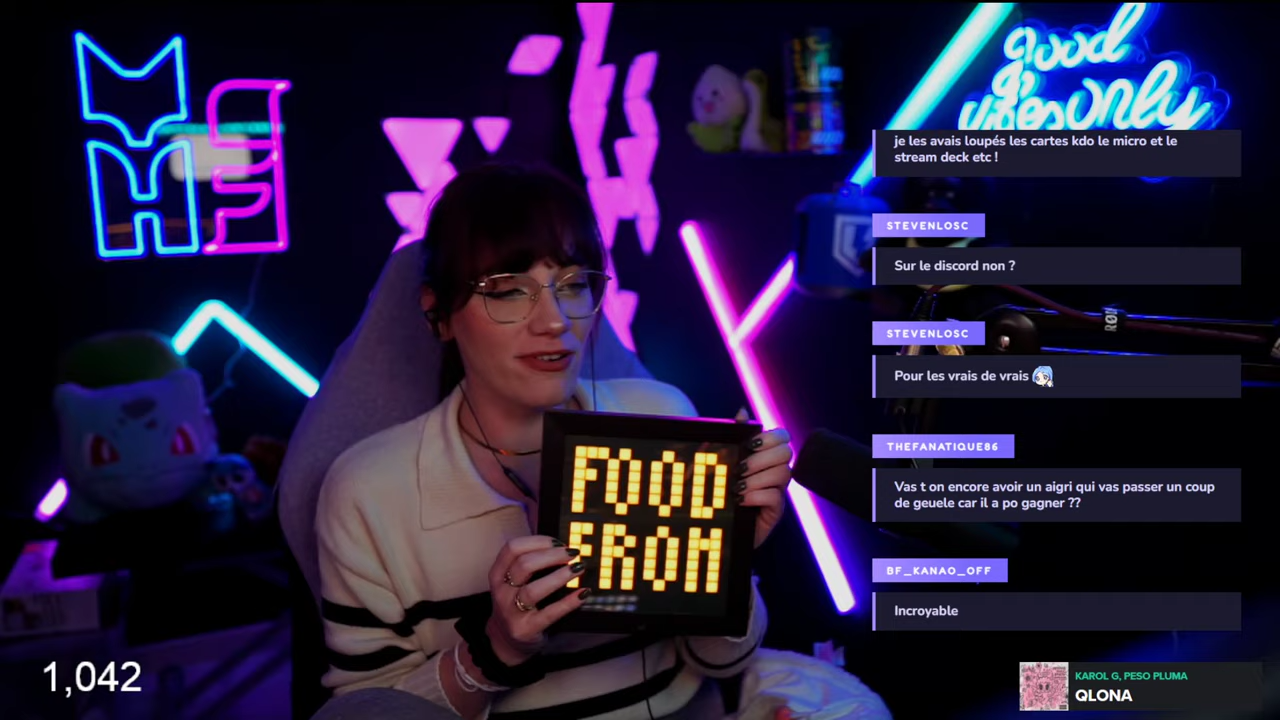 good
vibes only
je les avais loupés les cartes kdo le micro et le
stream deck etc !
STEVENLOSC
Sur le discord non ?
STEVENLOSC
Pour les vrais de vrais
THEFANATIQUE86
Vas t on encore avoir un aigri qui vas passer un coup
de geuele car il a po gagner ??
BF_KANAO_OFF
Incroyable
FOOD
FROM
1,042
KAROL G, PESO PLUMA
QLONA